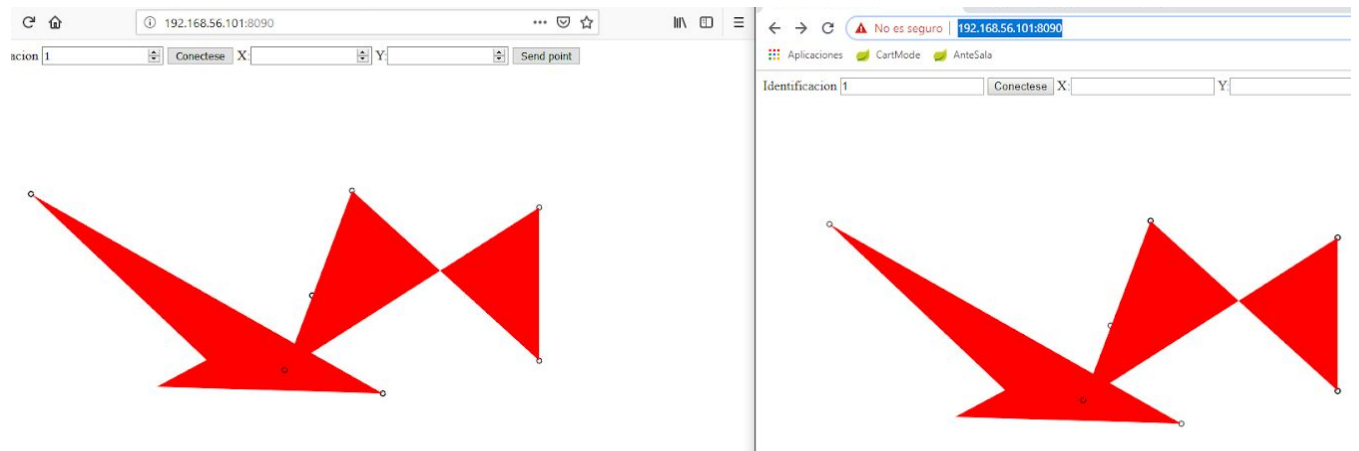 192.168.56.101:8090
acion 1 Conectese X: Y: Send point
No es seguro 192.168.56.101:8090
Aplicaciones CartMode AnteSala
Identificacion 1 Conectese X: Y: